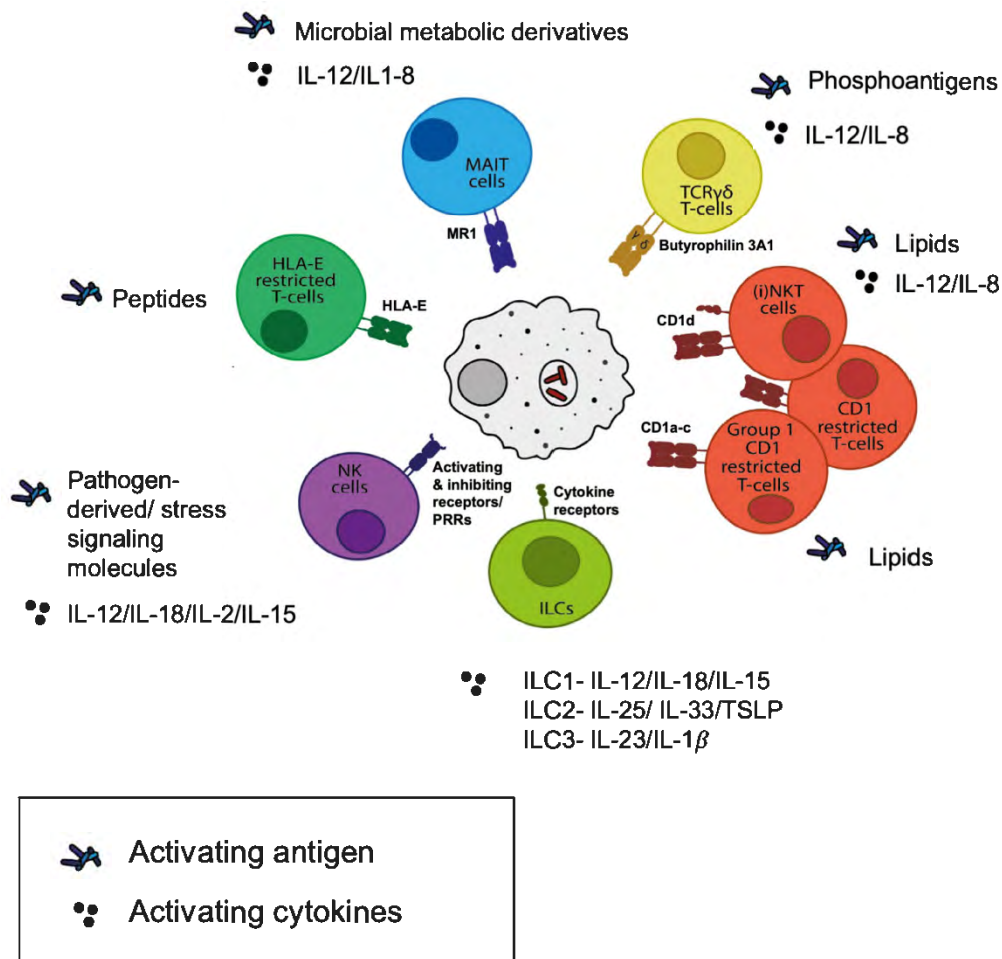 Microbial metabolic derivatives
IL-12/IL1-8
Phosphoantigens
IL-12/IL-8
MAIT
cells
MR1
TCRγδ
T-cells
γ δ
Butyrophilin 3A1
Lipids
IL-12/IL-8
HLA-E
restricted
T-cells
HLA-E
Peptides
(i)NKT
cells
CD1d
CD1
restricted
T-cells
CD1a-c
Group 1
CD1
restricted
T-cells
Lipids
NK
cells
Activating
& inhibiting
receptors/
PRRs
Cytokine
receptors
ILCs
Pathogen-
derived/ stress
signaling
molecules
IL-12/IL-18/IL-2/IL-15
ILC1- IL-12/IL-18/IL-15
ILC2- IL-25/ IL-33/TSLP
ILC3- IL-23/IL-1β
Activating antigen
Activating cytokines